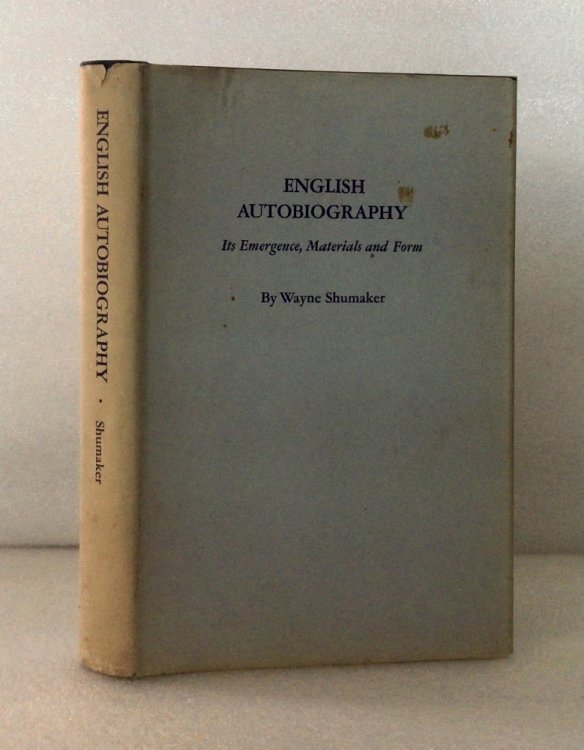 ENGLISH AUTOBIOGRAPHY • Shumaker
ENGLISH
AUTOBIOGRAPHY
Its Emergence, Materials and Form
By Wayne Shumaker